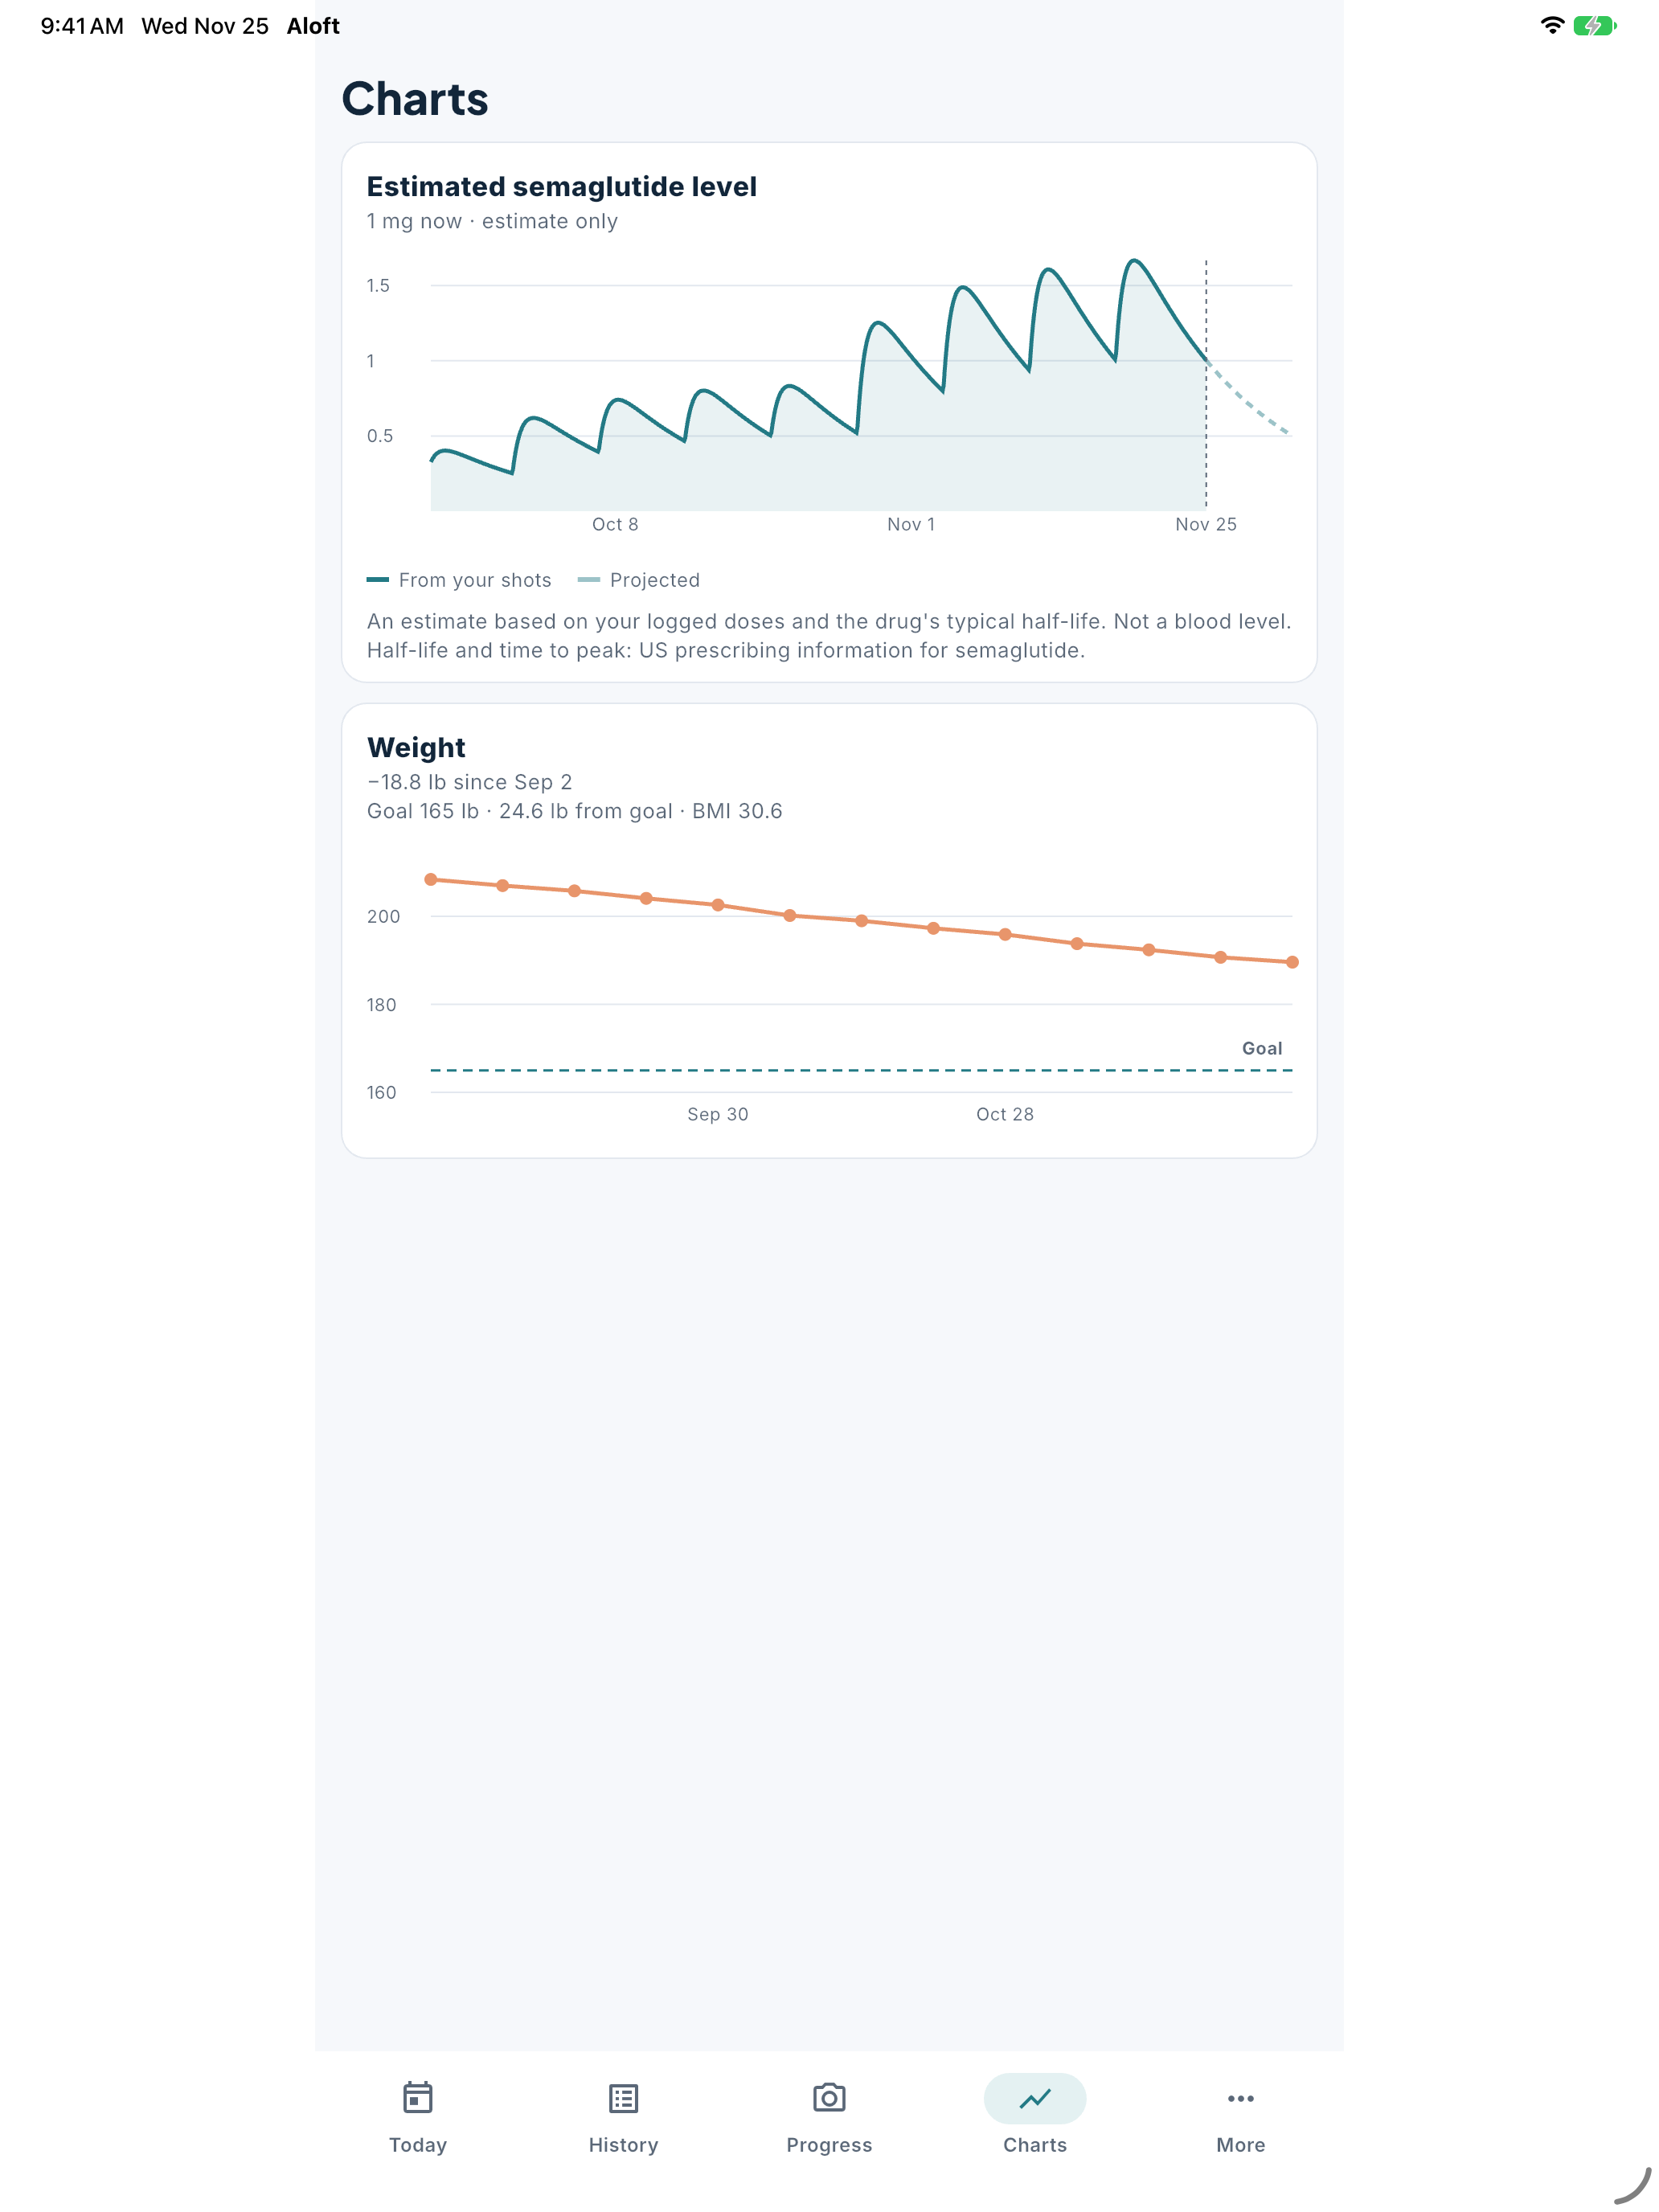 9:41 AM Wed Nov 25 Aloft
Charts
Estimated semaglutide level
1 mg now · estimate only
1.5
1
0.5
Oct 8 Nov 1 Nov 25
From your shots Projected
An estimate based on your logged doses and the drug's typical half-life. Not a blood level.
Half-life and time to peak: US prescribing information for semaglutide.
Weight
−18.8 lb since Sep 2
Goal 165 lb · 24.6 lb from goal · BMI 30.6
200
180
Goal
160
Sep 30 Oct 28
Today History Progress Charts More